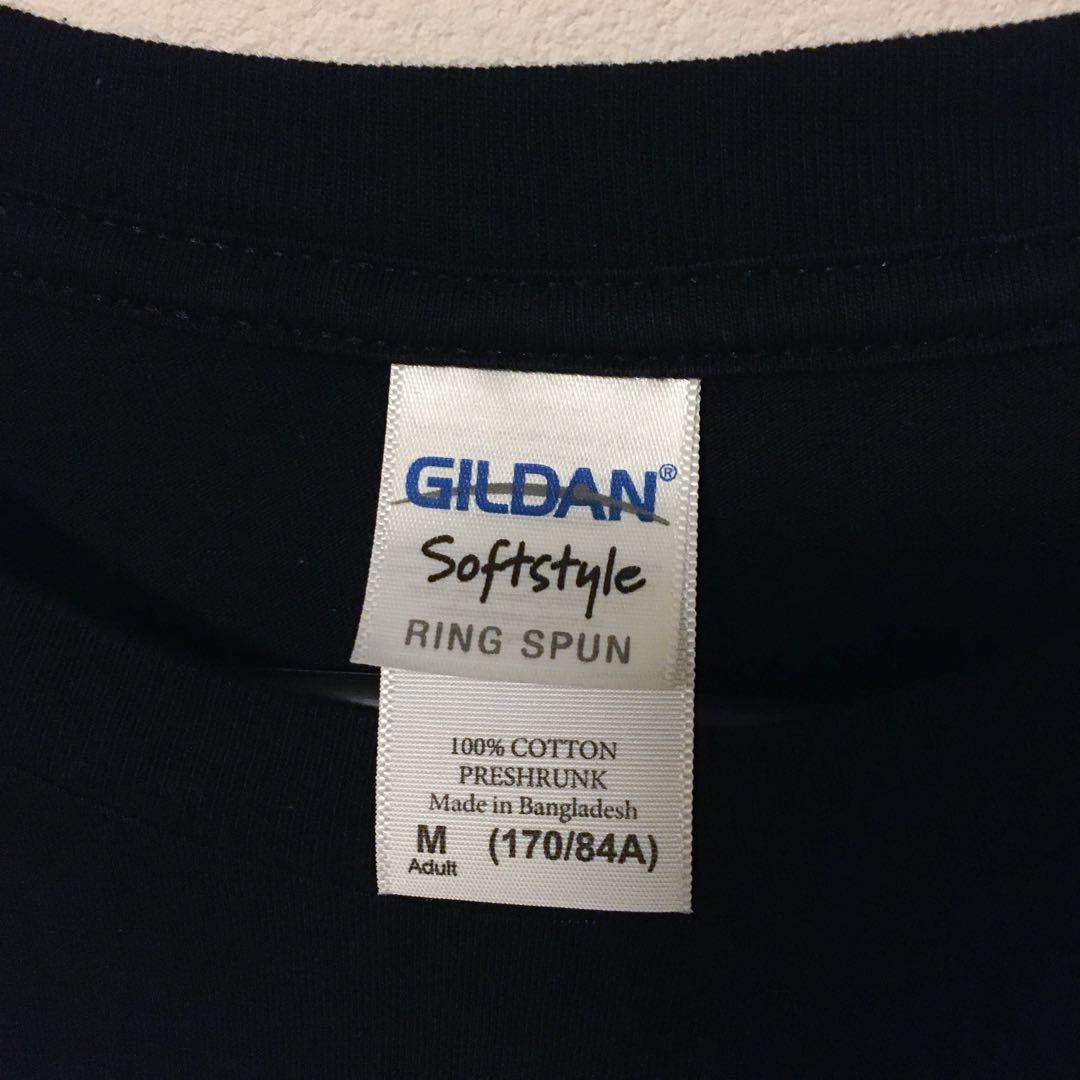 GILDAN®
Softstyle
RING SPUN
100% COTTON
PRESHRUNK
Made in Bangladesh
M (170/84A)
Adult